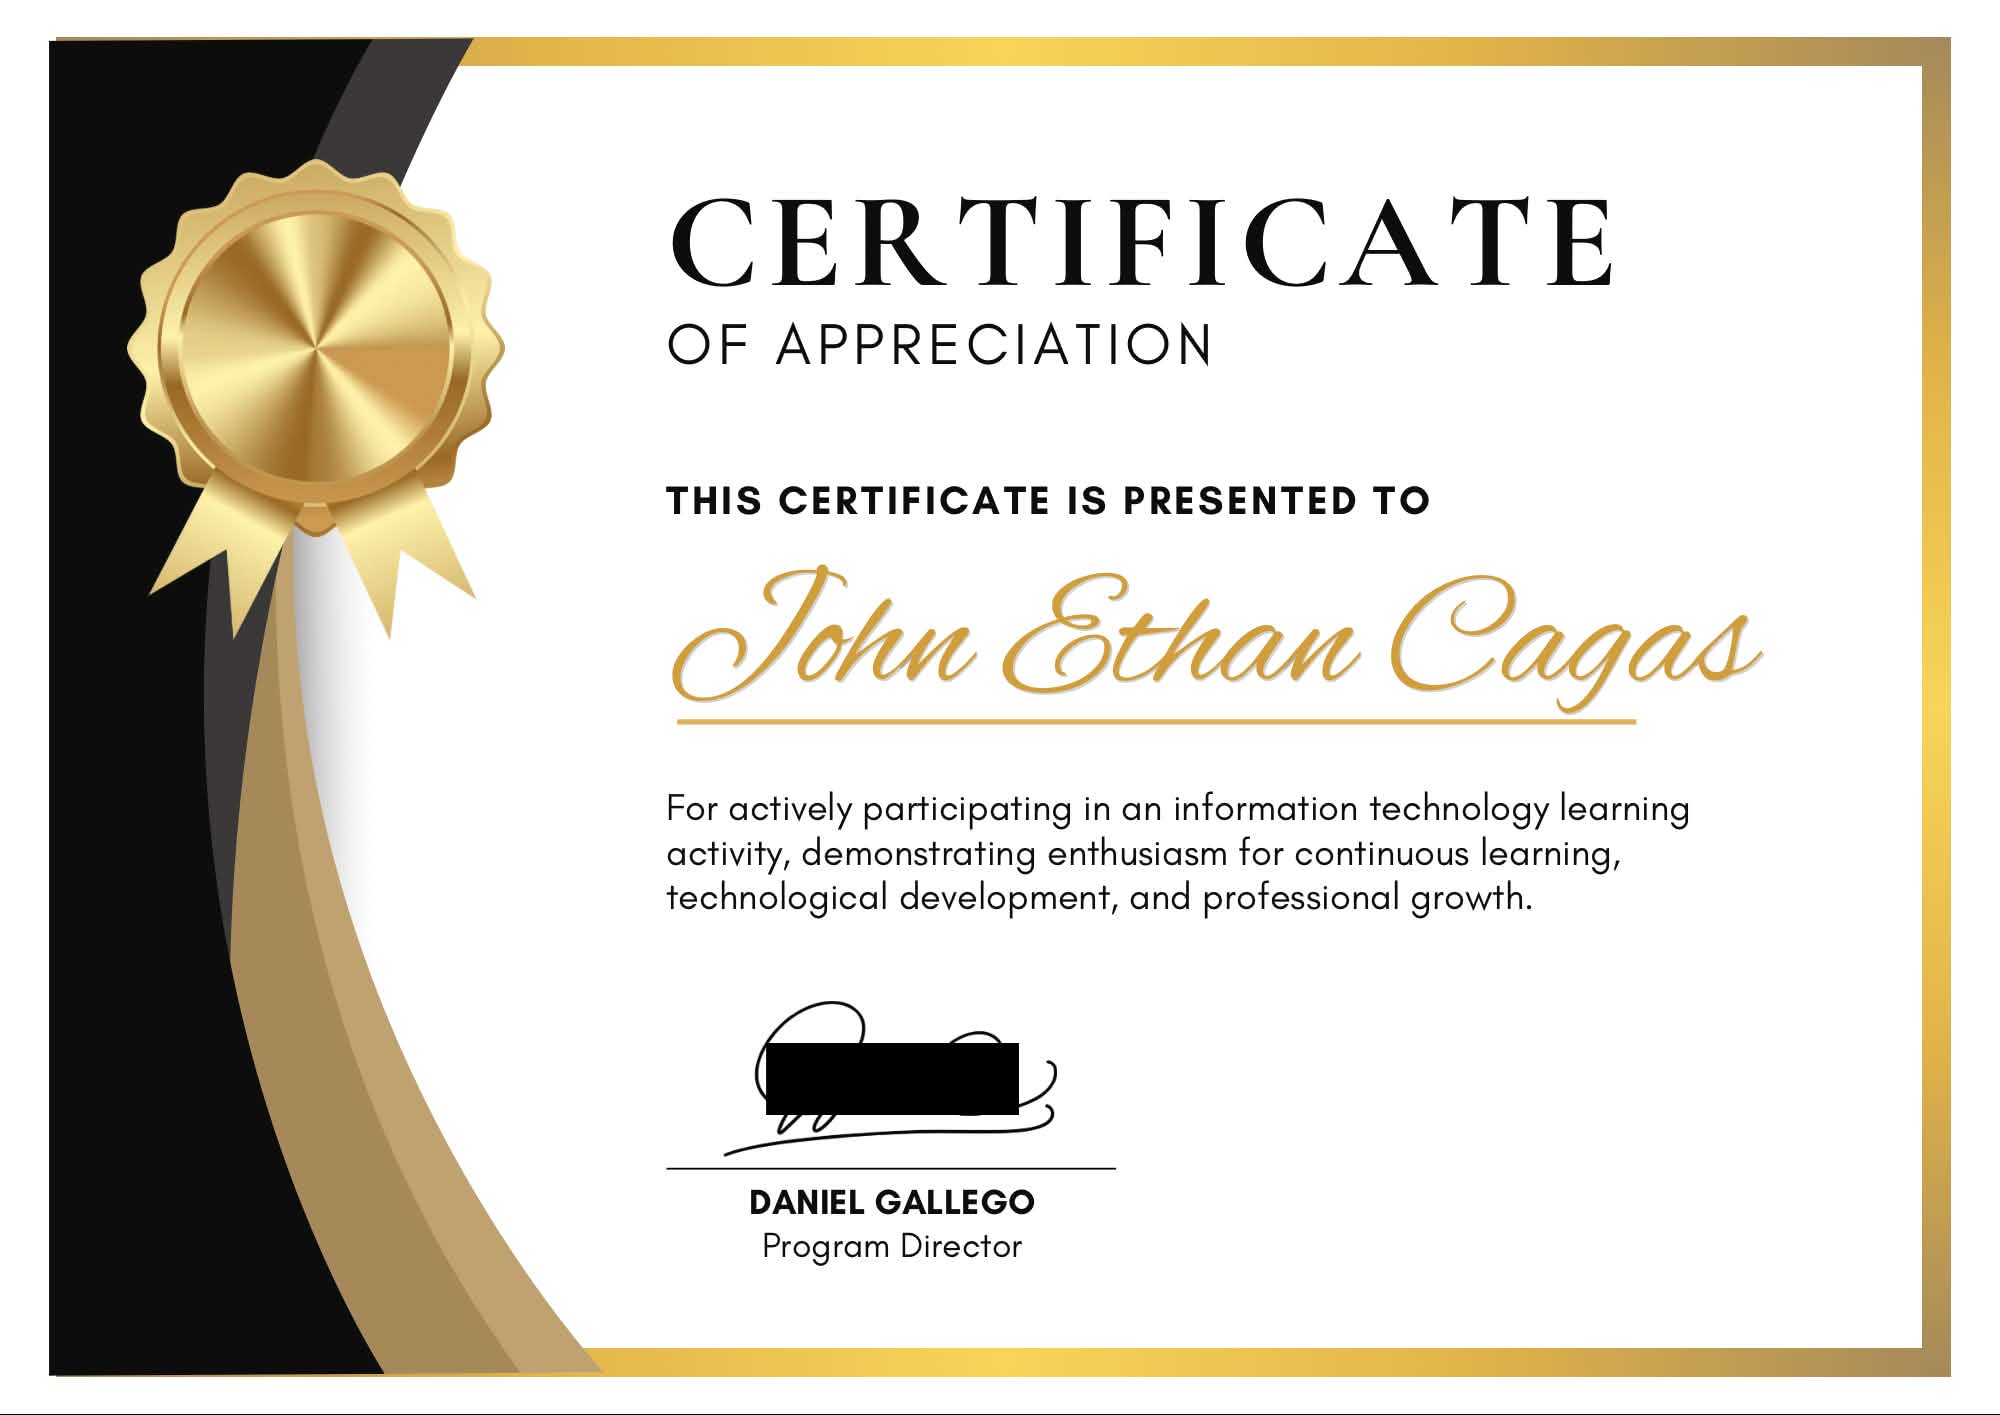 CERTIFICATE
OF APPRECIATION
THIS CERTIFICATE IS PRESENTED TO
John Ethan Cagas
For actively participating in an information technology learning
activity, demonstrating enthusiasm for continuous learning,
technological development, and professional growth.
DANIEL GALLEGO
Program Director